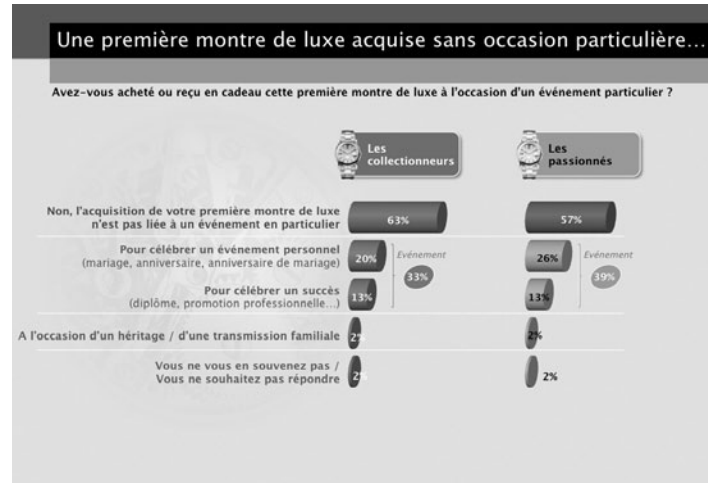 Une première montre de luxe acquise sans occasion particulière...
Avez-vous acheté ou reçu en cadeau cette première montre de luxe à l'occasion d'un événement particulier ?
Les
collectionneurs
Les
passionnés
Non, l'acquisition de votre première montre de luxe
n'est pas liée à un événement en particulier
63%
57%
Pour célébrer un événement personnel
(mariage, anniversaire, anniversaire de mariage)
20%
Evénement
33%
26%
Evénement
39%
Pour célébrer un succès
(diplôme, promotion professionnelle...)
13%
13%
A l'occasion d'un héritage / d'une transmission familiale
2%
2%
Vous ne vous en souvenez pas /
Vous ne souhaitez pas répondre
2%
2%